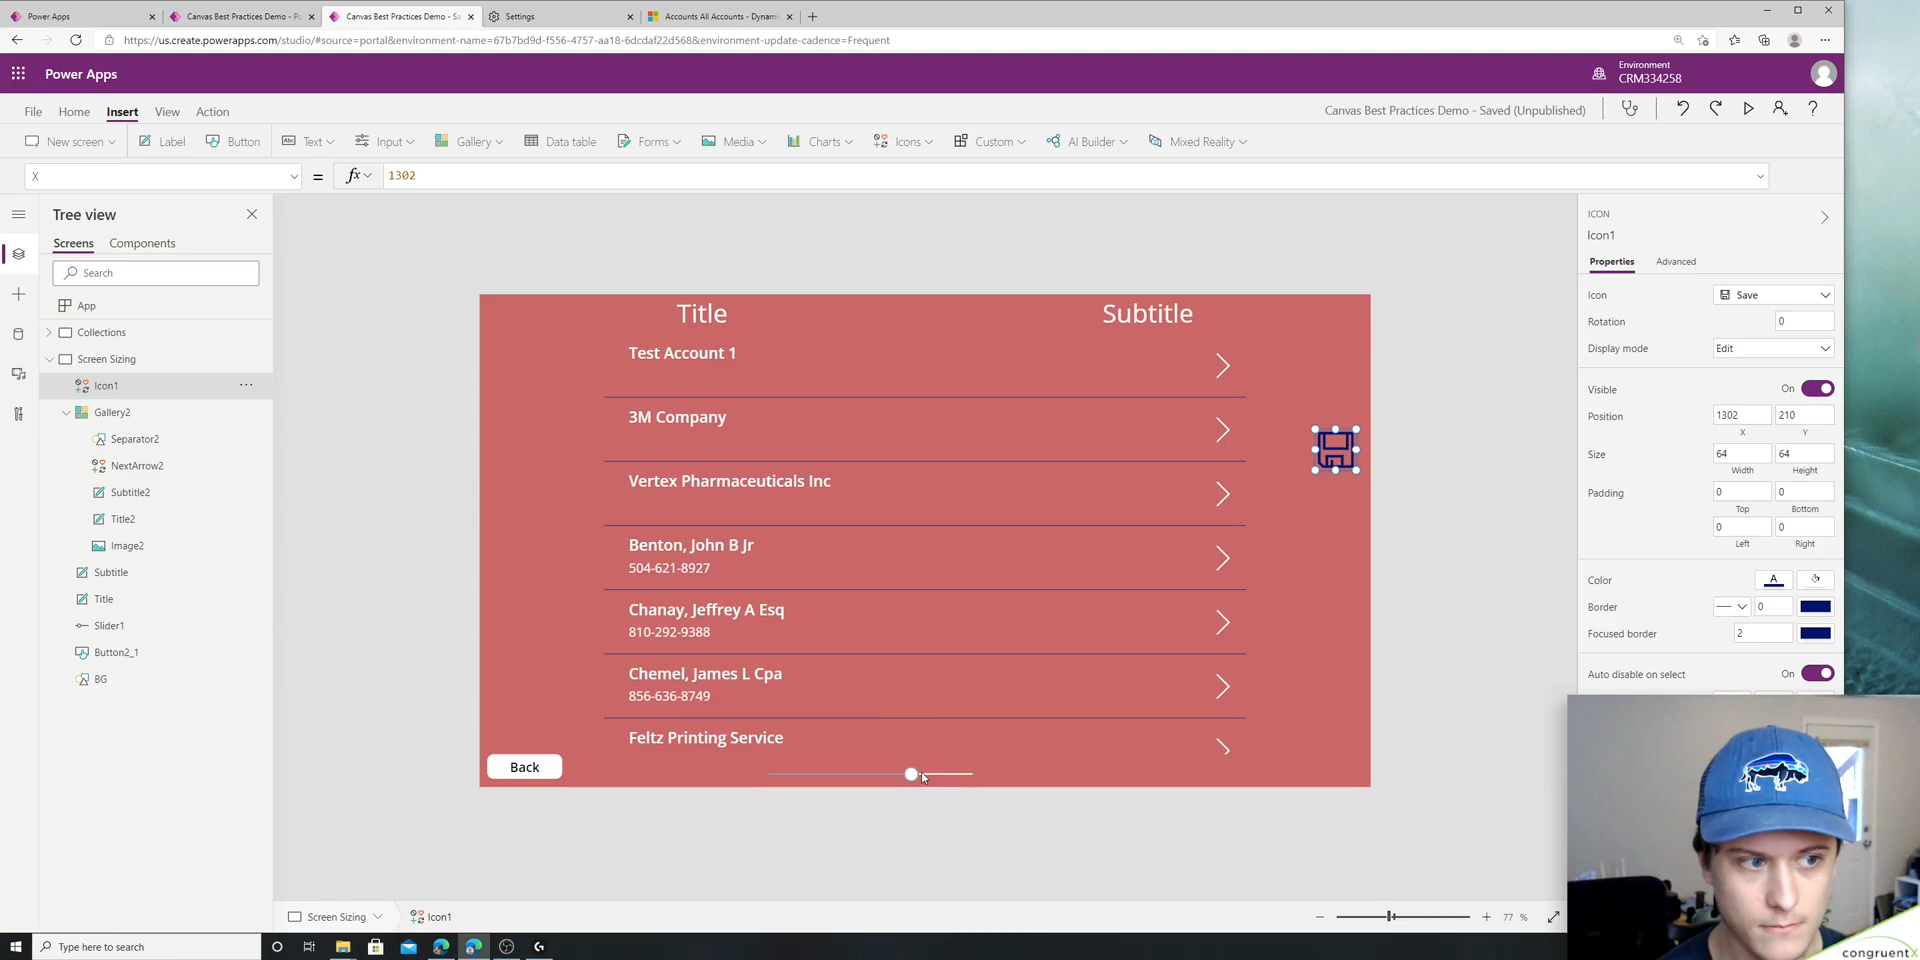 Power Apps
Canvas Best Practices Demo - Po
Canvas Best Practices Demo - Sa
Settings
Accounts All Accounts - Dynami
https://us.create.powerapps.com/studio/#source=portal&environment-name=67b7bd9d-f556-4757-aa18-6dcdaf22d568&environment-update-cadence=Frequent
Power Apps
Environment
CRM334258
File Home Insert View Action
Canvas Best Practices Demo - Saved (Unpublished)
New screen Label Button Text Input Gallery Data table Forms Media Charts Icons Custom AI Builder Mixed Reality
X = fx 1302
Tree view
Screens Components
Search
App
Collections
Screen Sizing
Icon1
Gallery2
Separator2
NextArrow2
Subtitle2
Title2
Image2
Subtitle
Title
Slider1
Button2_1
BG
Title Subtitle
Test Account 1
3M Company
Vertex Pharmaceuticals Inc
Benton, John B Jr
504-621-8927
Chanay, Jeffrey A Esq
810-292-9388
Chemel, James L Cpa
856-636-8749
Feltz Printing Service
Back
ICON
Icon1
Properties Advanced
Icon Save
Rotation 0
Display mode Edit
Visible On
Position 1302 210
X Y
Size 64 64
Width Height
Padding 0 0
Top Bottom
0 0
Left Right
Color A
Border 0
Focused border 2
Auto disable on select On
Screen Sizing Icon1
77 %
Type here to search
congruentX